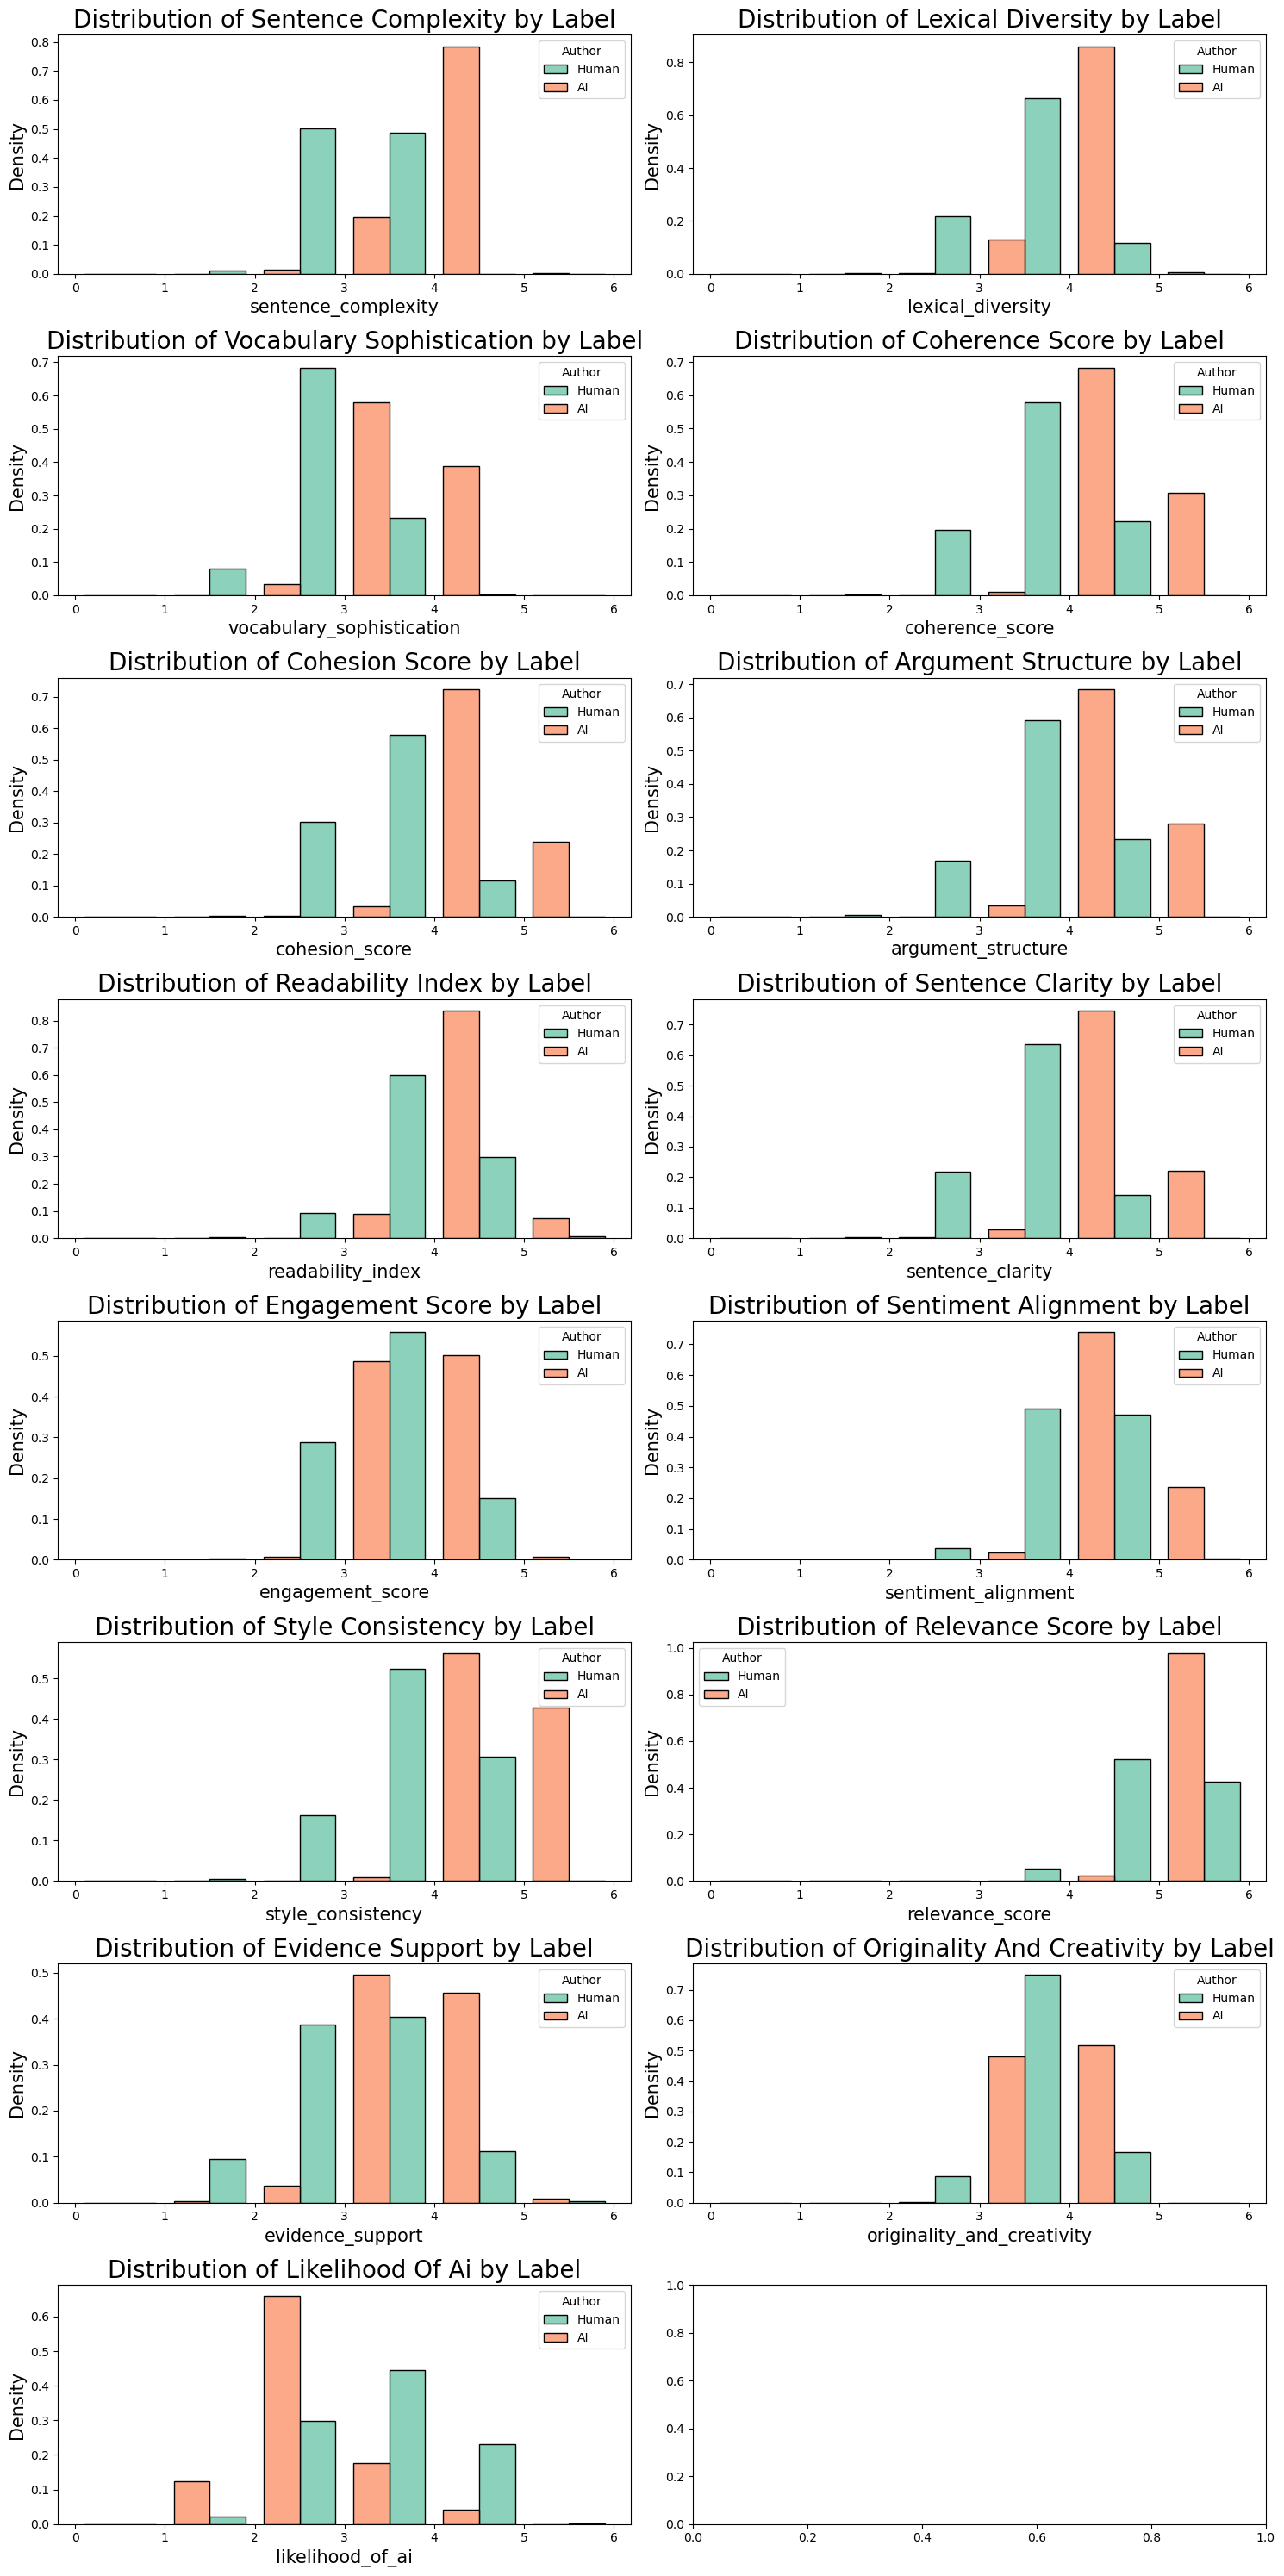 Distribution of Sentence Complexity by Label
Density
0.8
0.7
0.6
0.5
0.4
0.3
0.2
0.1
0.0
Author
Human
AI
0 1 2 3 4 5 6
sentence_complexity
Distribution of Lexical Diversity by Label
Density
0.8
0.6
0.4
0.2
0.0
Author
Human
AI
0 1 2 3 4 5 6
lexical_diversity
Distribution of Vocabulary Sophistication by Label
Density
0.7
0.6
0.5
0.4
0.3
0.2
0.1
0.0
Author
Human
AI
0 1 2 3 4 5 6
vocabulary_sophistication
Distribution of Coherence Score by Label
Density
0.7
0.6
0.5
0.4
0.3
0.2
0.1
0.0
Author
Human
AI
0 1 2 3 4 5 6
coherence_score
Distribution of Cohesion Score by Label
Density
0.7
0.6
0.5
0.4
0.3
0.2
0.1
0.0
Author
Human
AI
0 1 2 3 4 5 6
cohesion_score
Distribution of Argument Structure by Label
Density
0.7
0.6
0.5
0.4
0.3
0.2
0.1
0.0
Author
Human
AI
0 1 2 3 4 5 6
argument_structure
Distribution of Readability Index by Label
Density
0.8
0.7
0.6
0.5
0.4
0.3
0.2
0.1
0.0
Author
Human
AI
0 1 2 3 4 5 6
readability_index
Distribution of Sentence Clarity by Label
Density
0.7
0.6
0.5
0.4
0.3
0.2
0.1
0.0
Author
Human
AI
0 1 2 3 4 5 6
sentence_clarity
Distribution of Engagement Score by Label
Density
0.5
0.4
0.3
0.2
0.1
0.0
Author
Human
AI
0 1 2 3 4 5 6
engagement_score
Distribution of Sentiment Alignment by Label
Density
0.7
0.6
0.5
0.4
0.3
0.2
0.1
0.0
Author
Human
AI
0 1 2 3 4 5 6
sentiment_alignment
Distribution of Style Consistency by Label
Density
0.5
0.4
0.3
0.2
0.1
0.0
Author
Human
AI
0 1 2 3 4 5 6
style_consistency
Distribution of Relevance Score by Label
Density
1.0
0.8
0.6
0.4
0.2
0.0
Author
Human
AI
0 1 2 3 4 5 6
relevance_score
Distribution of Evidence Support by Label
Density
0.5
0.4
0.3
0.2
0.1
0.0
Author
Human
AI
0 1 2 3 4 5 6
evidence_support
Distribution of Originality And Creativity by Label
Density
0.7
0.6
0.5
0.4
0.3
0.2
0.1
0.0
Author
Human
AI
0 1 2 3 4 5 6
originality_and_creativity
Distribution of Likelihood Of Ai by Label
Density
0.6
0.5
0.4
0.3
0.2
0.1
0.0
Author
Human
AI
0 1 2 3 4 5 6
likelihood_of_ai
1.0
0.8
0.6
0.4
0.2
0.0
0.0 0.2 0.4 0.6 0.8 1.0